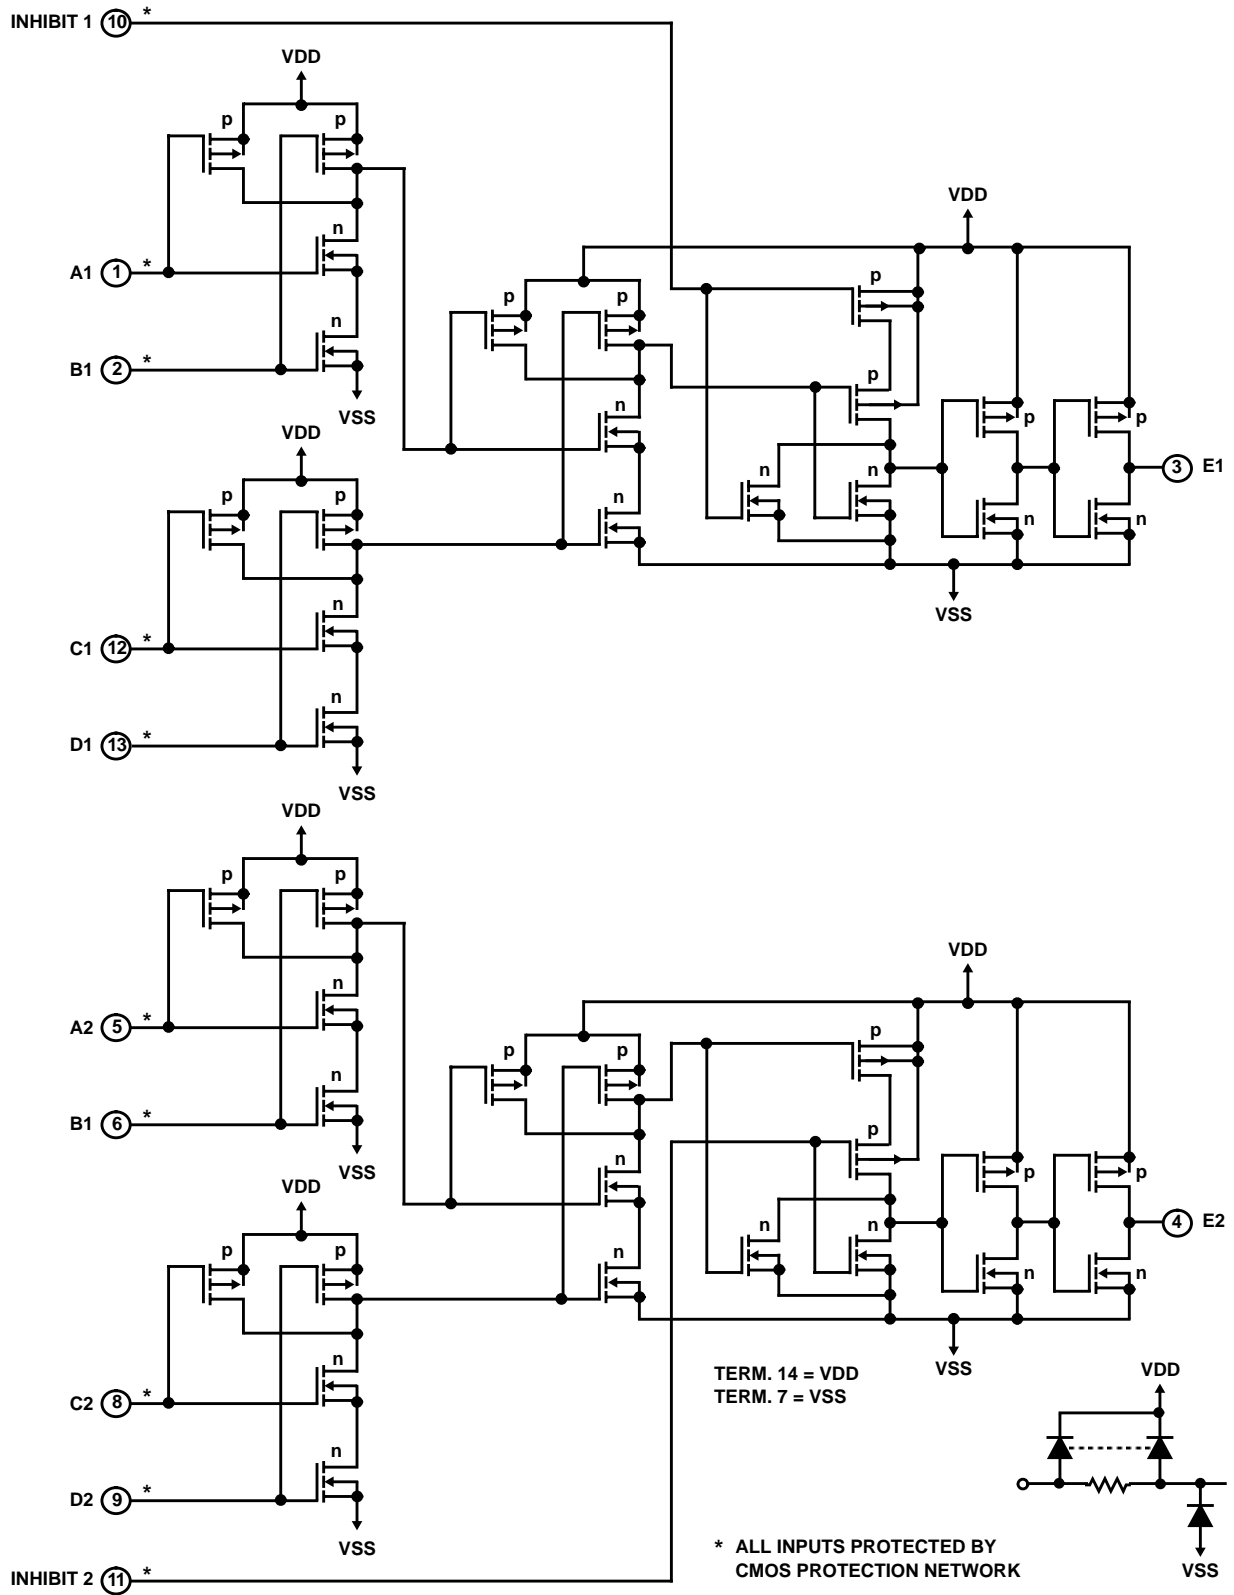 INHIBIT 1 10 *
VDD
p p
n
A1 1 *
n
B1 2 *
VSS
VDD
p p
n
C1 12 *
n
D1 13 *
VSS
VDD
p p p
n
n
p
n n
p p
n n
3 E1
VSS
VDD
p p
n
A2 5 *
n
B1 6 *
VSS
VDD
p p
n
C2 8 *
n
D2 9 *
VSS
INHIBIT 2 11 *
VDD
p p p
n
n
p
n n
p p
n n
4 E2
VSS
TERM. 14 = VDD
TERM. 7 = VSS
VDD
VSS
* ALL INPUTS PROTECTED BY
CMOS PROTECTION NETWORK